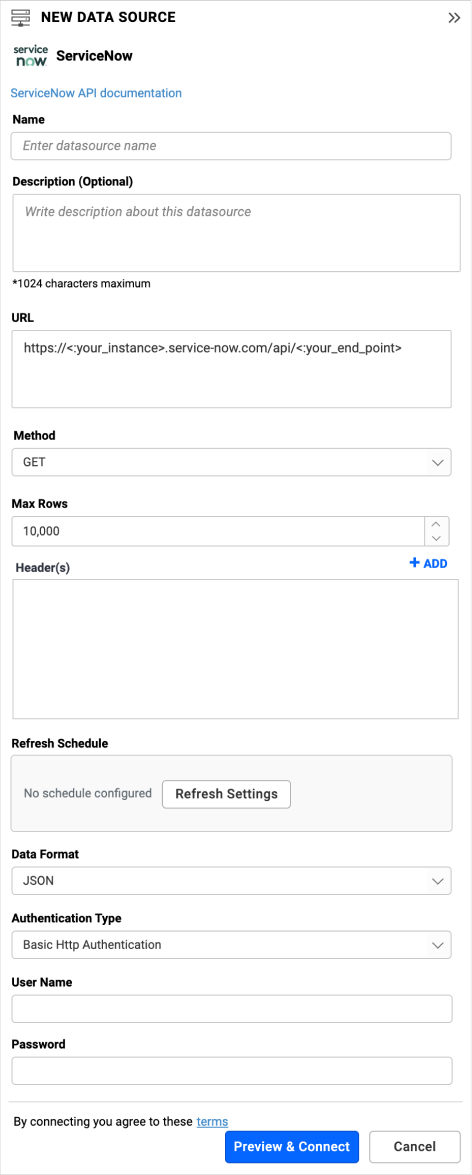 NEW DATA SOURCE
servicenow ServiceNow
ServiceNow API documentation
Name
Enter datasource name
Description (Optional)
Write description about this datasource
*1024 characters maximum
URL
https://<:your_instance>.service-now.com/api/<:your_end_point>
Method
GET
Max Rows
10,000
Header(s) + ADD
Refresh Schedule
No schedule configured Refresh Settings
Data Format
JSON
Authentication Type
Basic Http Authentication
User Name
Password
By connecting you agree to these terms
Preview & Connect Cancel